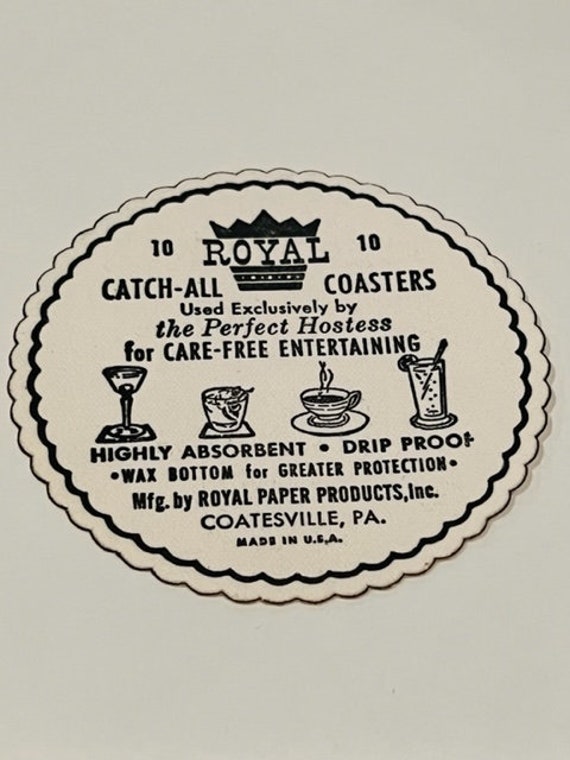 10 ROYAL 10
CATCH-ALL COASTERS
Used Exclusively by
the Perfect Hostess
for CARE-FREE ENTERTAINING
HIGHLY ABSORBENT • DRIP PROOF
•WAX BOTTOM for GREATER PROTECTION•
Mfg. by ROYAL PAPER PRODUCTS, Inc.
COATESVILLE, PA.
MADE IN U.S.A.